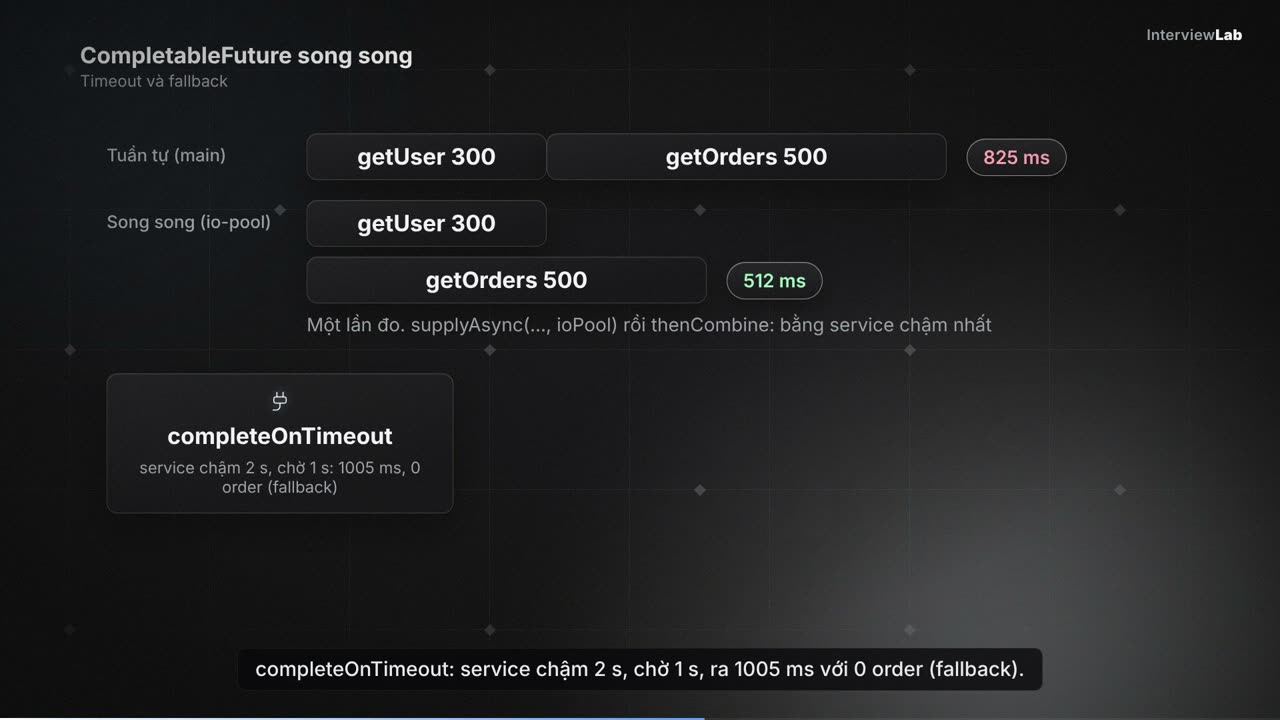 InterviewLab
CompletableFuture song song
Timeout và fallback
Tuần tự (main)
getUser 300
getOrders 500
825 ms
Song song (io-pool)
getUser 300
getOrders 500
512 ms
Một lần đo. supplyAsync(..., ioPool) rồi thenCombine: bằng service chậm nhất
completeOnTimeout
service chậm 2 s, chờ 1 s: 1005 ms, 0
order (fallback)
completeOnTimeout: service chậm 2 s, chờ 1 s, ra 1005 ms với 0 order (fallback).